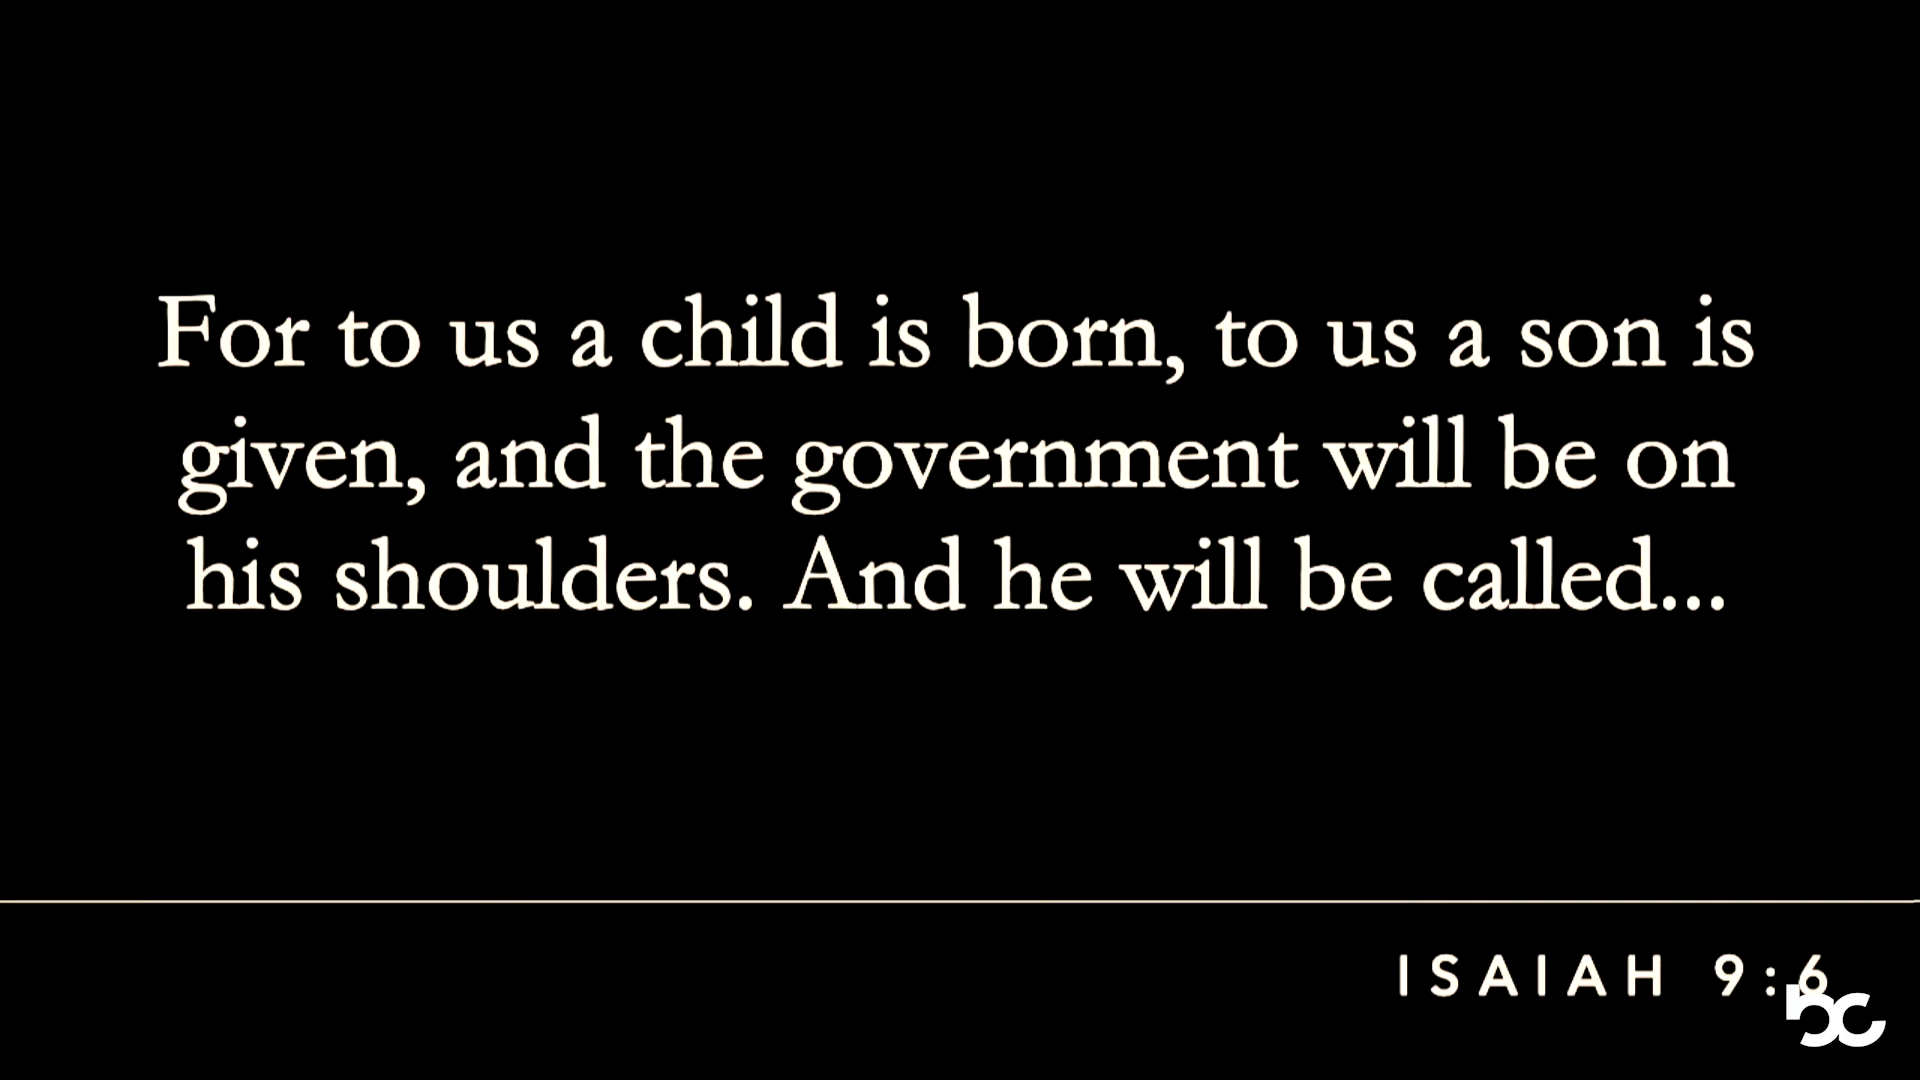 For to us a child is born, to us a son is
given, and the government will be on
his shoulders. And he will be called...
ISAIAH 9:6